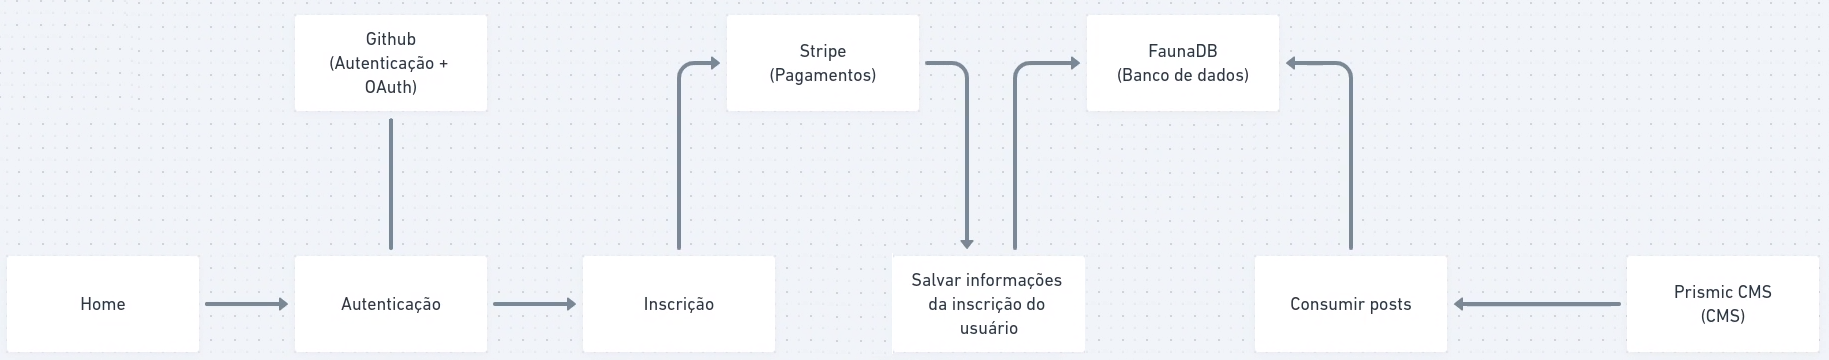 Github
(Autenticação +
OAuth)
Stripe
(Pagamentos)
FaunaDB
(Banco de dados)
Home
Autenticação
Inscrição
Salvar informações
da inscrição do
usuário
Consumir posts
Prismic CMS
(CMS)